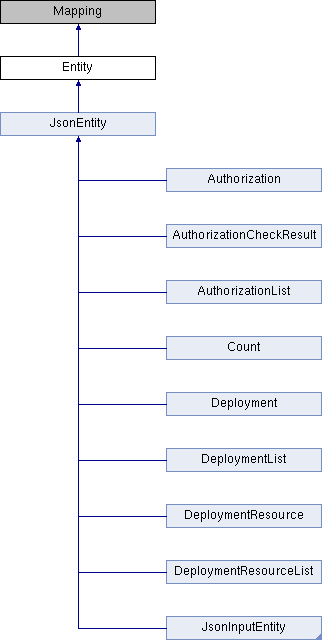 Mapping
Entity
JsonEntity
Authorization
AuthorizationCheckResult
AuthorizationList
Count
Deployment
DeploymentList
DeploymentResource
DeploymentResourceList
JsonInputEntity